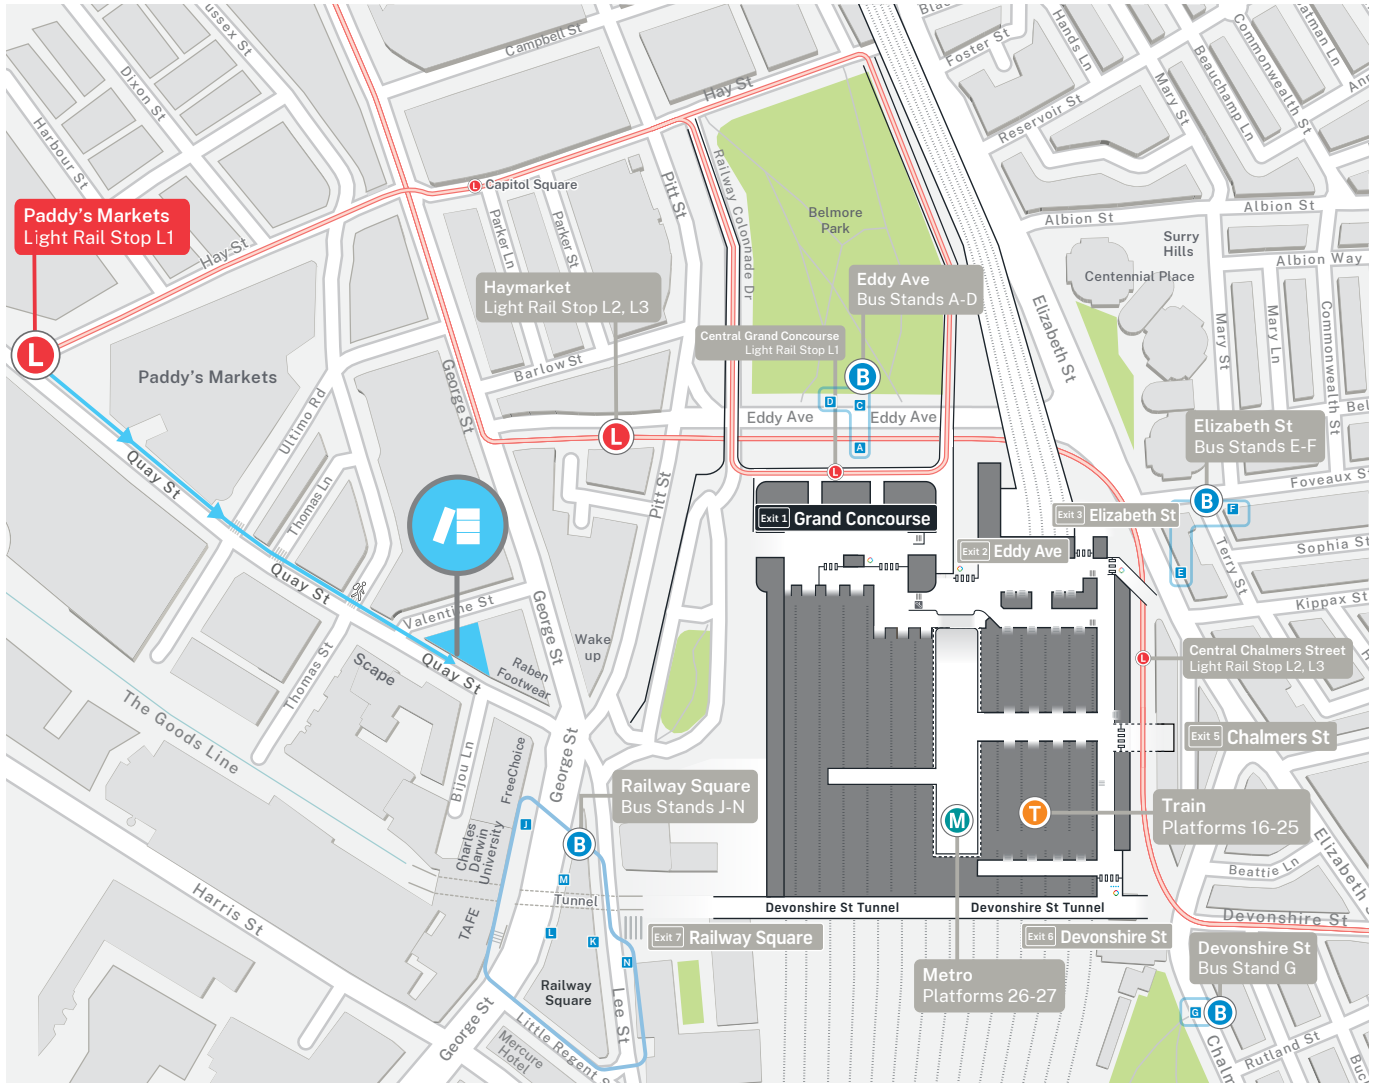 Campbell St
Sussex St
Dixon St
Harbour St
Foster St
Hands Ln
Commonwealth St
Beauchamp Ln
Mary St
Reservoir St
Hay St
Capitol Square
Railway Colonnade Dr
Pitt St
Parker Ln
Parker St
Belmore
Park
Albion St
Albion St
Paddy's Markets
Light Rail Stop L1
L
Hay St
Surry
Hills
Albion Way
Centennial Place
Haymarket
Light Rail Stop L2, L3
Eddy Ave
Bus Stands A-D
Central Grand Concourse
Light Rail Stop L1
Elizabeth St
Mary St
Mary Ln
Commonwealth St
L
Paddy's Markets
Barlow St
George St
Ultimo Rd
B
D
C
A
Eddy Ave
Eddy Ave
L
L
Elizabeth St
Bus Stands E-F
Foveaux St
B
F
E
Quay St
Thomas Ln
Pitt St
Exit 1 Grand Concourse
Exit 3 Elizabeth St
Exit 2 Eddy Ave
Terry St
Sophia St
Kippax St
Quay St
Valentine St
George St
Wake
up
Raben
Footwear
Quay St
Scape
Thomas St
Central Chalmers Street
Light Rail Stop L2, L3
L
The Goods Line
Bijou Ln
FreeChoice
George St
Exit 5 Chalmers St
Railway Square
Bus Stands J-N
B
J
M
L
K
N
M
T
Train
Platforms 16-25
Charles
Darwin
University
TAFE
Tunnel
Harris St
Beattie Ln
Elizabeth St
Devonshire St
Devonshire St Tunnel
Devonshire St Tunnel
Exit 7 Railway Square
Exit 6 Devonshire St
Devonshire St
Bus Stand G
Metro
Platforms 26-27
Railway
Square
Lee St
G
B
George St
Little Regent S
Mercure
Hotel
Chalm
Rutland St